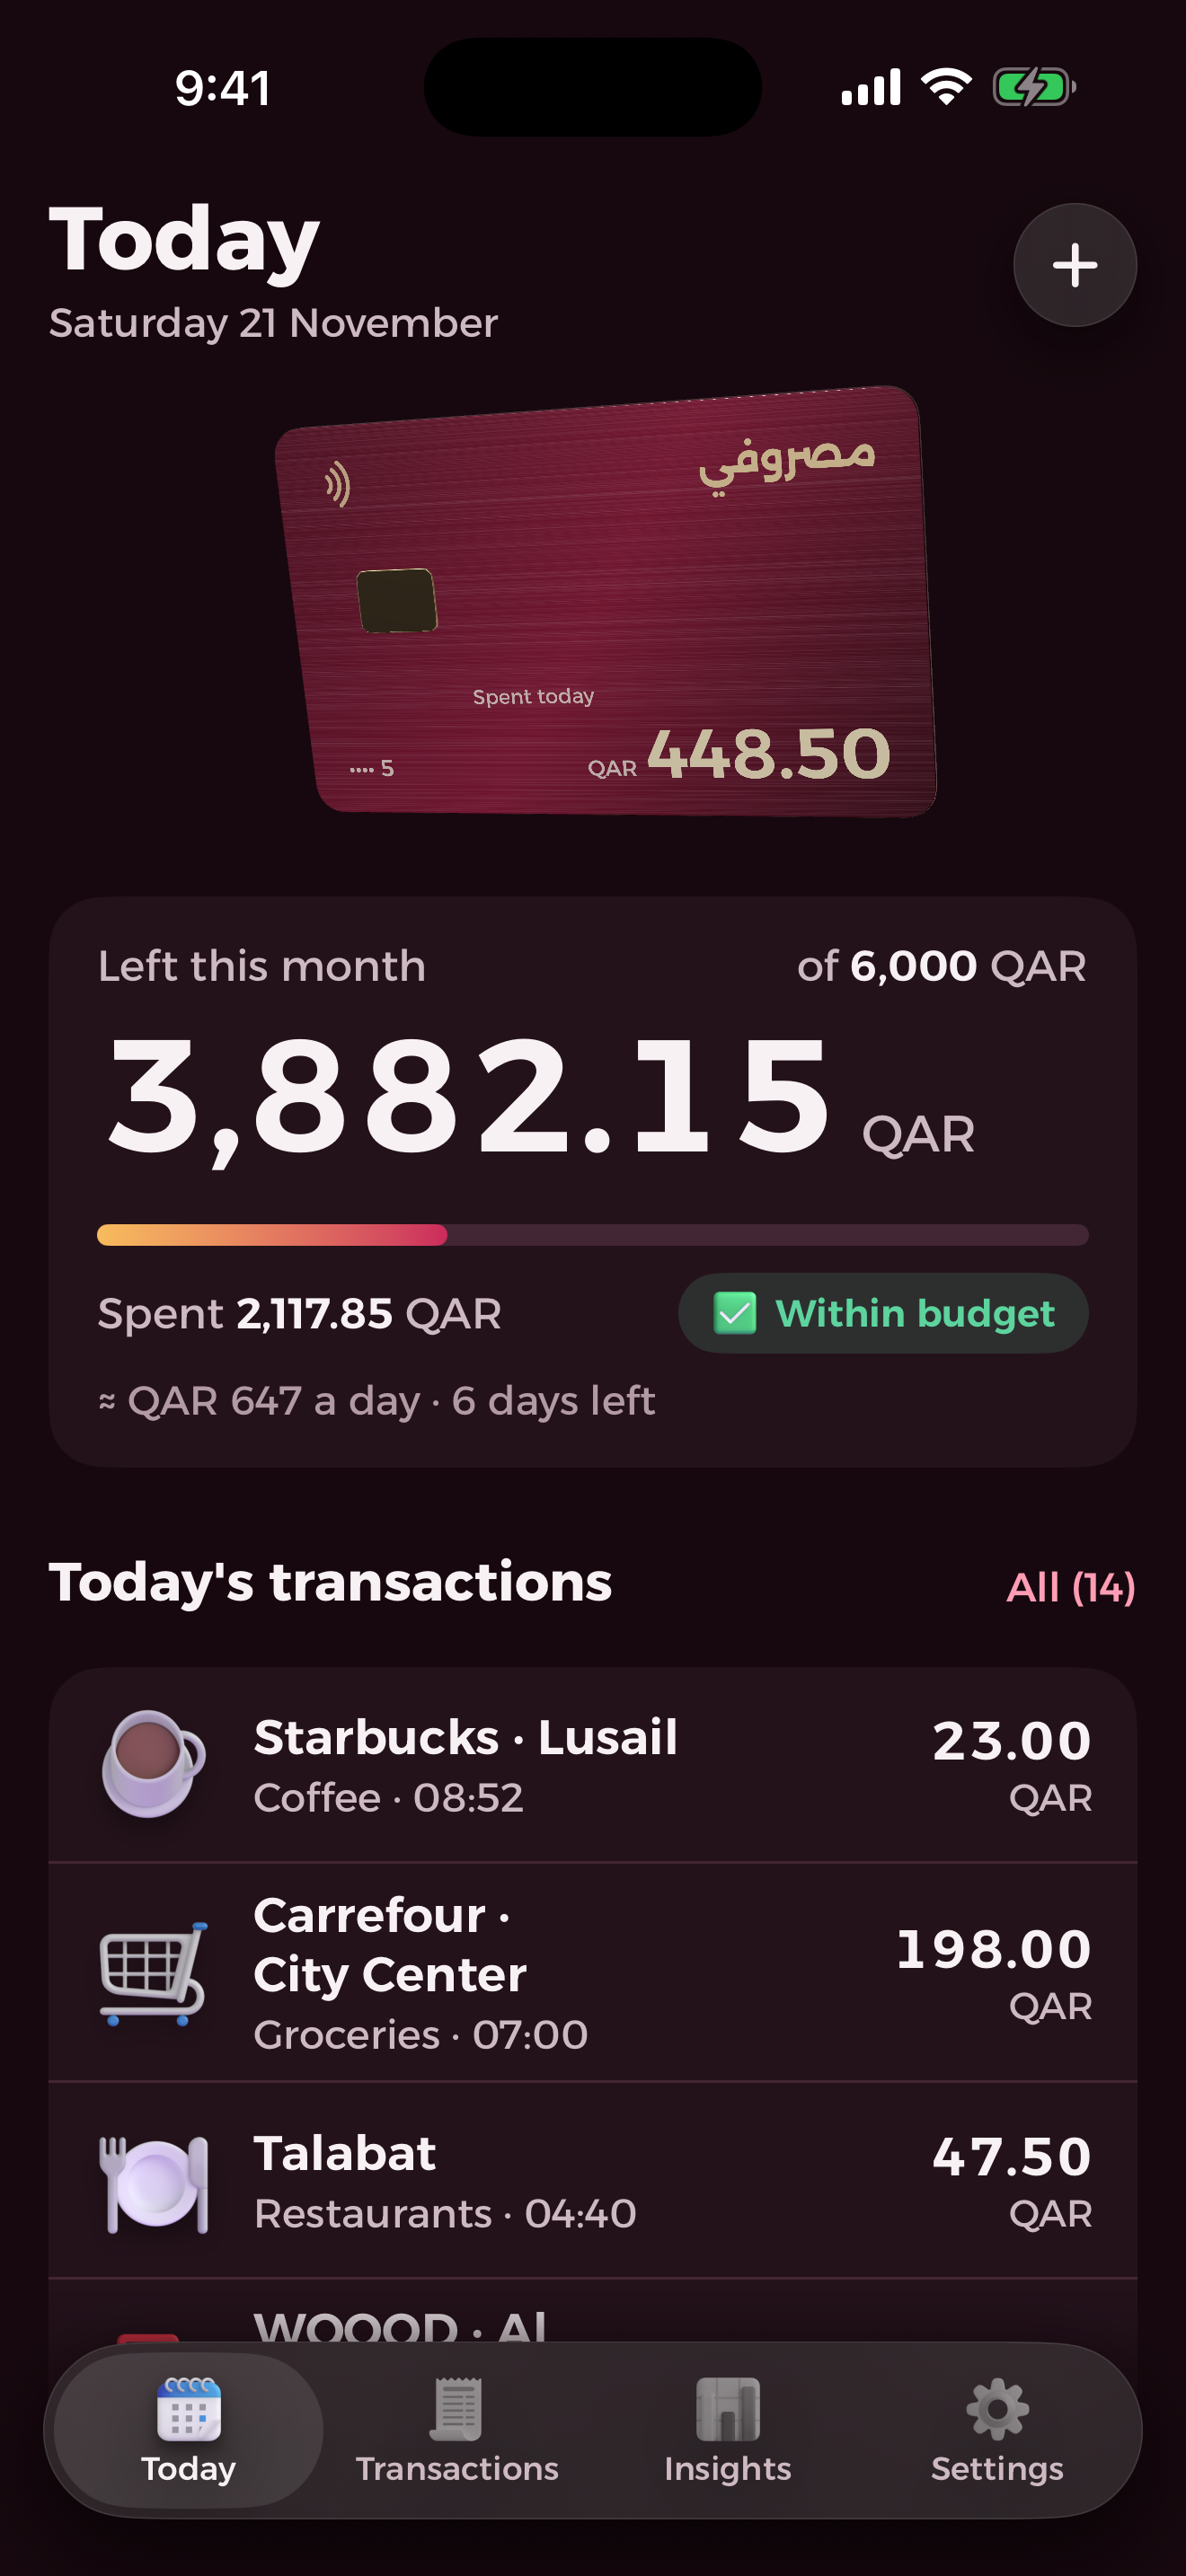 9:41
Today
Saturday 21 November
مصروفي
Spent today
•••• 5
QAR 448.50
Left this month
of 6,000 QAR
3,882.15 QAR
Spent 2,117.85 QAR
Within budget
≈ QAR 647 a day · 6 days left
Today's transactions
All (14)
Starbucks · Lusail
23.00
Coffee · 08:52
QAR
Carrefour ·
City Center
198.00
QAR
Groceries · 07:00
Talabat
47.50
Restaurants · 04:40
QAR
WOOOD · Al
Today
Transactions
Insights
Settings